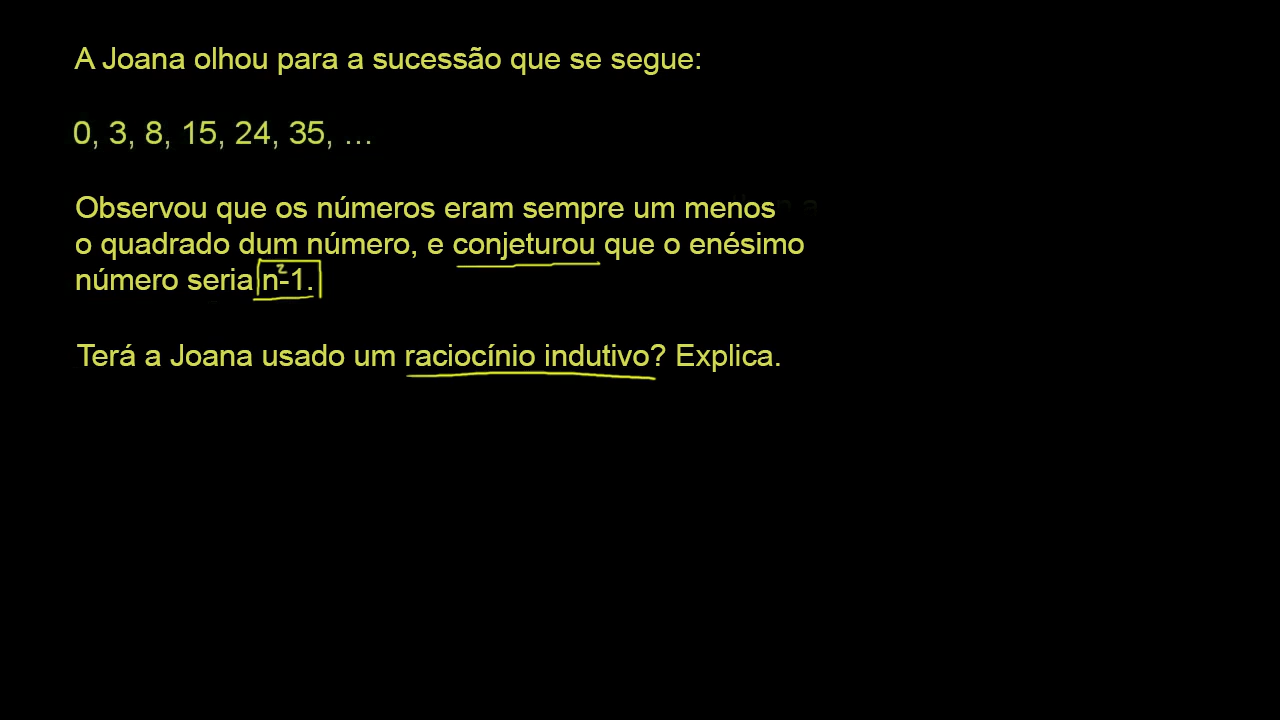 A Joana olhou para a sucessão que se segue:
0, 3, 8, 15, 24, 35, ...
Observou que os números eram sempre um menos
o quadrado dum número, e conjeturou que o enésimo
número seria n²-1.
Terá a Joana usado um raciocínio indutivo? Explica.